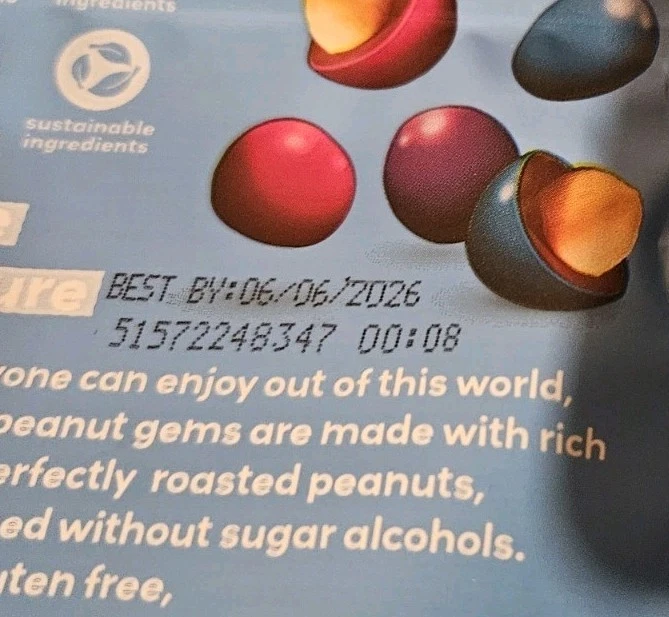 ingredients
sustainable
ingredients
ure
BEST BY:06/06/2026
51572248347 00:08
one can enjoy out of this world,
peanut gems are made with rich
erfectly roasted peanuts,
ed without sugar alcohols.
ten free,